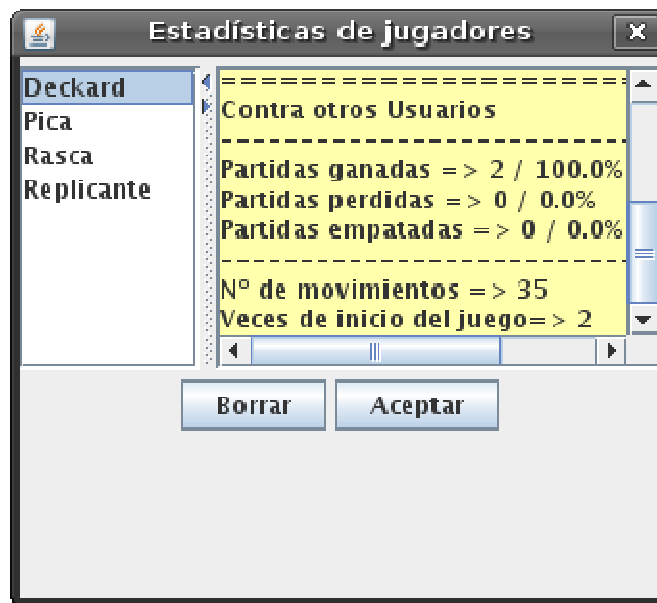 Estadísticas de jugadores
Deckard
Pica
Rasca
Replicante
=========================
Contra otros Usuarios
-------------------------
Partidas ganadas => 2 / 100.0%
Partidas perdidas => 0 / 0.0%
Partidas empatadas => 0 / 0.0%
-------------------------
Nº de movimientos => 35
Veces de inicio del juego=> 2
Borrar
Aceptar